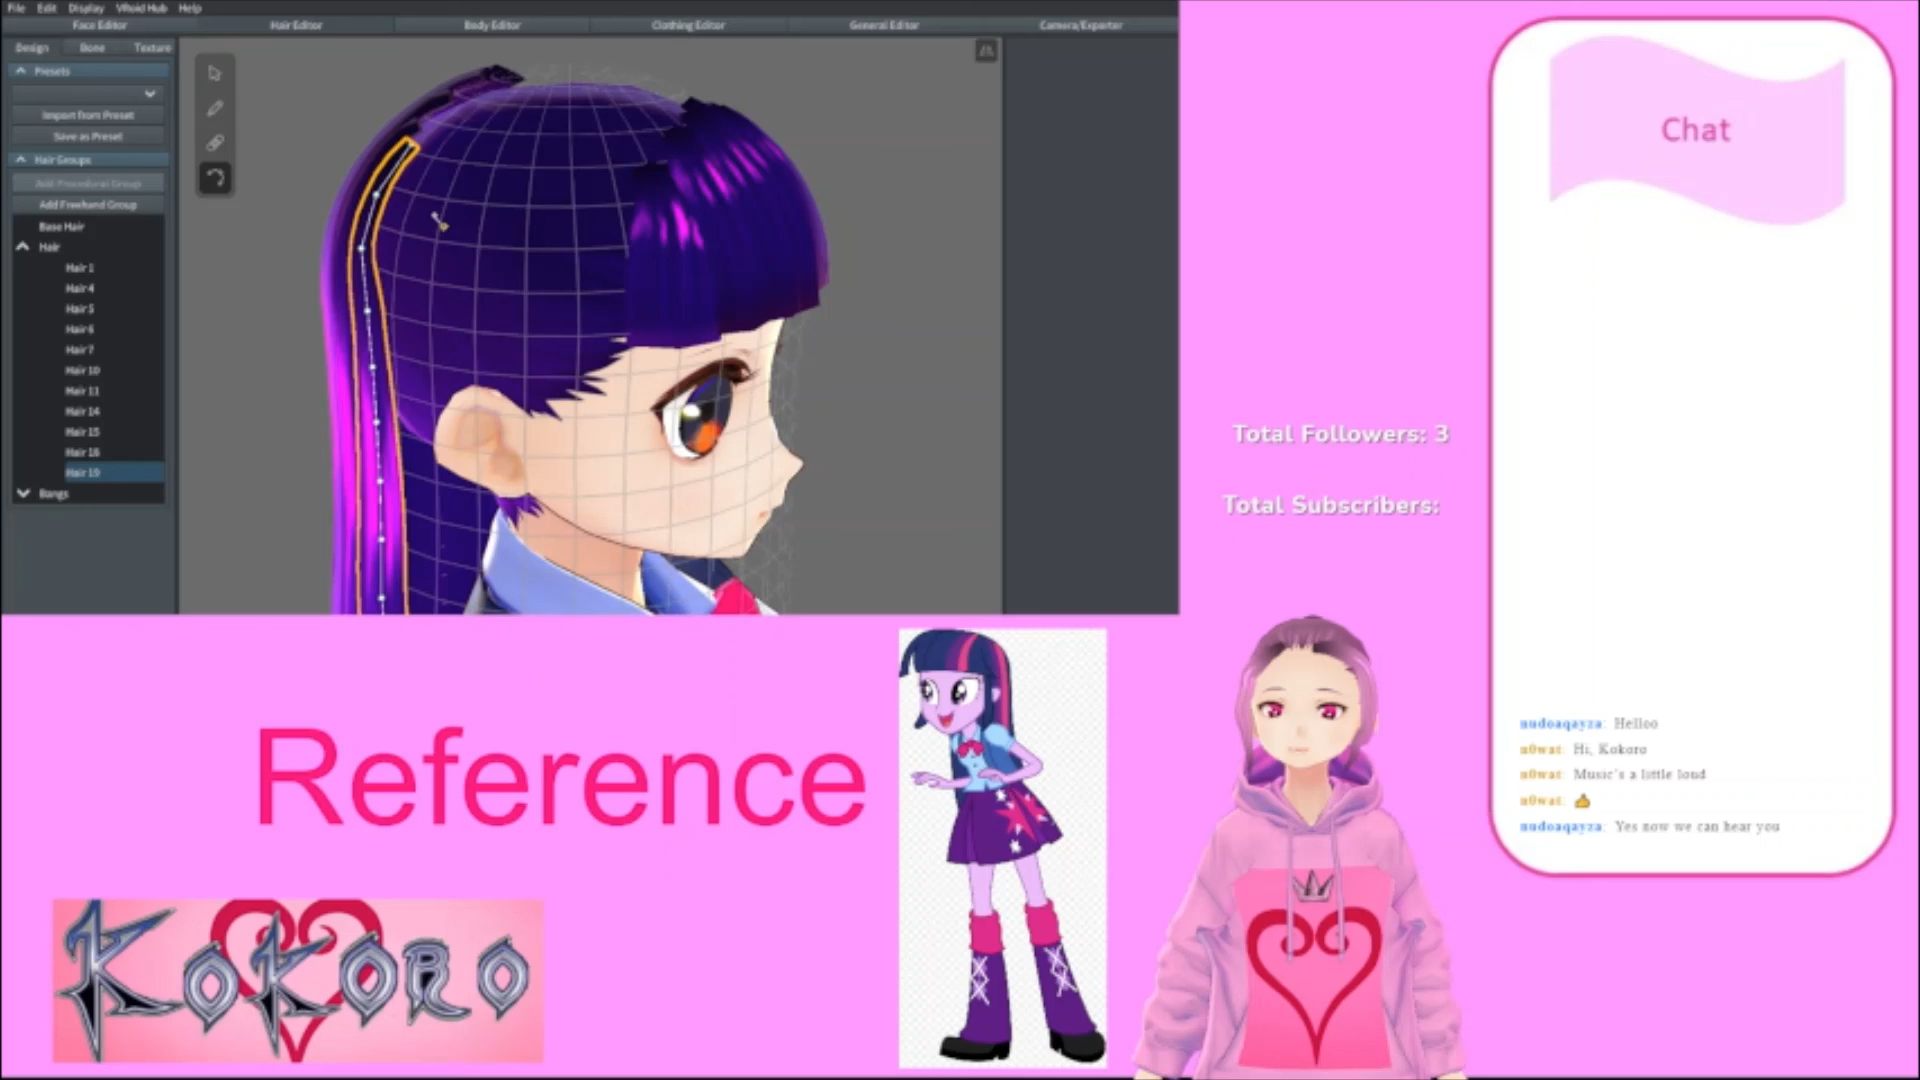 File Edit Display VRoid Hub Help
Face Editor Hair Editor Body Editor Clothing Editor General Editor Camera/Exporter
Design Bone Texture
Presets
Import from Preset
Save as Preset
Hair Groups
Add Procedural Group
Add Freehand Group
Base Hair
Hair
Hair 1
Hair 4
Hair 5
Hair 6
Hair 7
Hair 10
Hair 11
Hair 14
Hair 15
Hair 18
Hair 19
Bangs
Total Followers: 3
Total Subscribers:
Chat
nudoaqayza: Helloo
n0wat: Hi, Kokoro
n0wat: Music's a little loud
n0wat: 👍
nudoaqayza: Yes now we can hear you
Reference
KOKORO